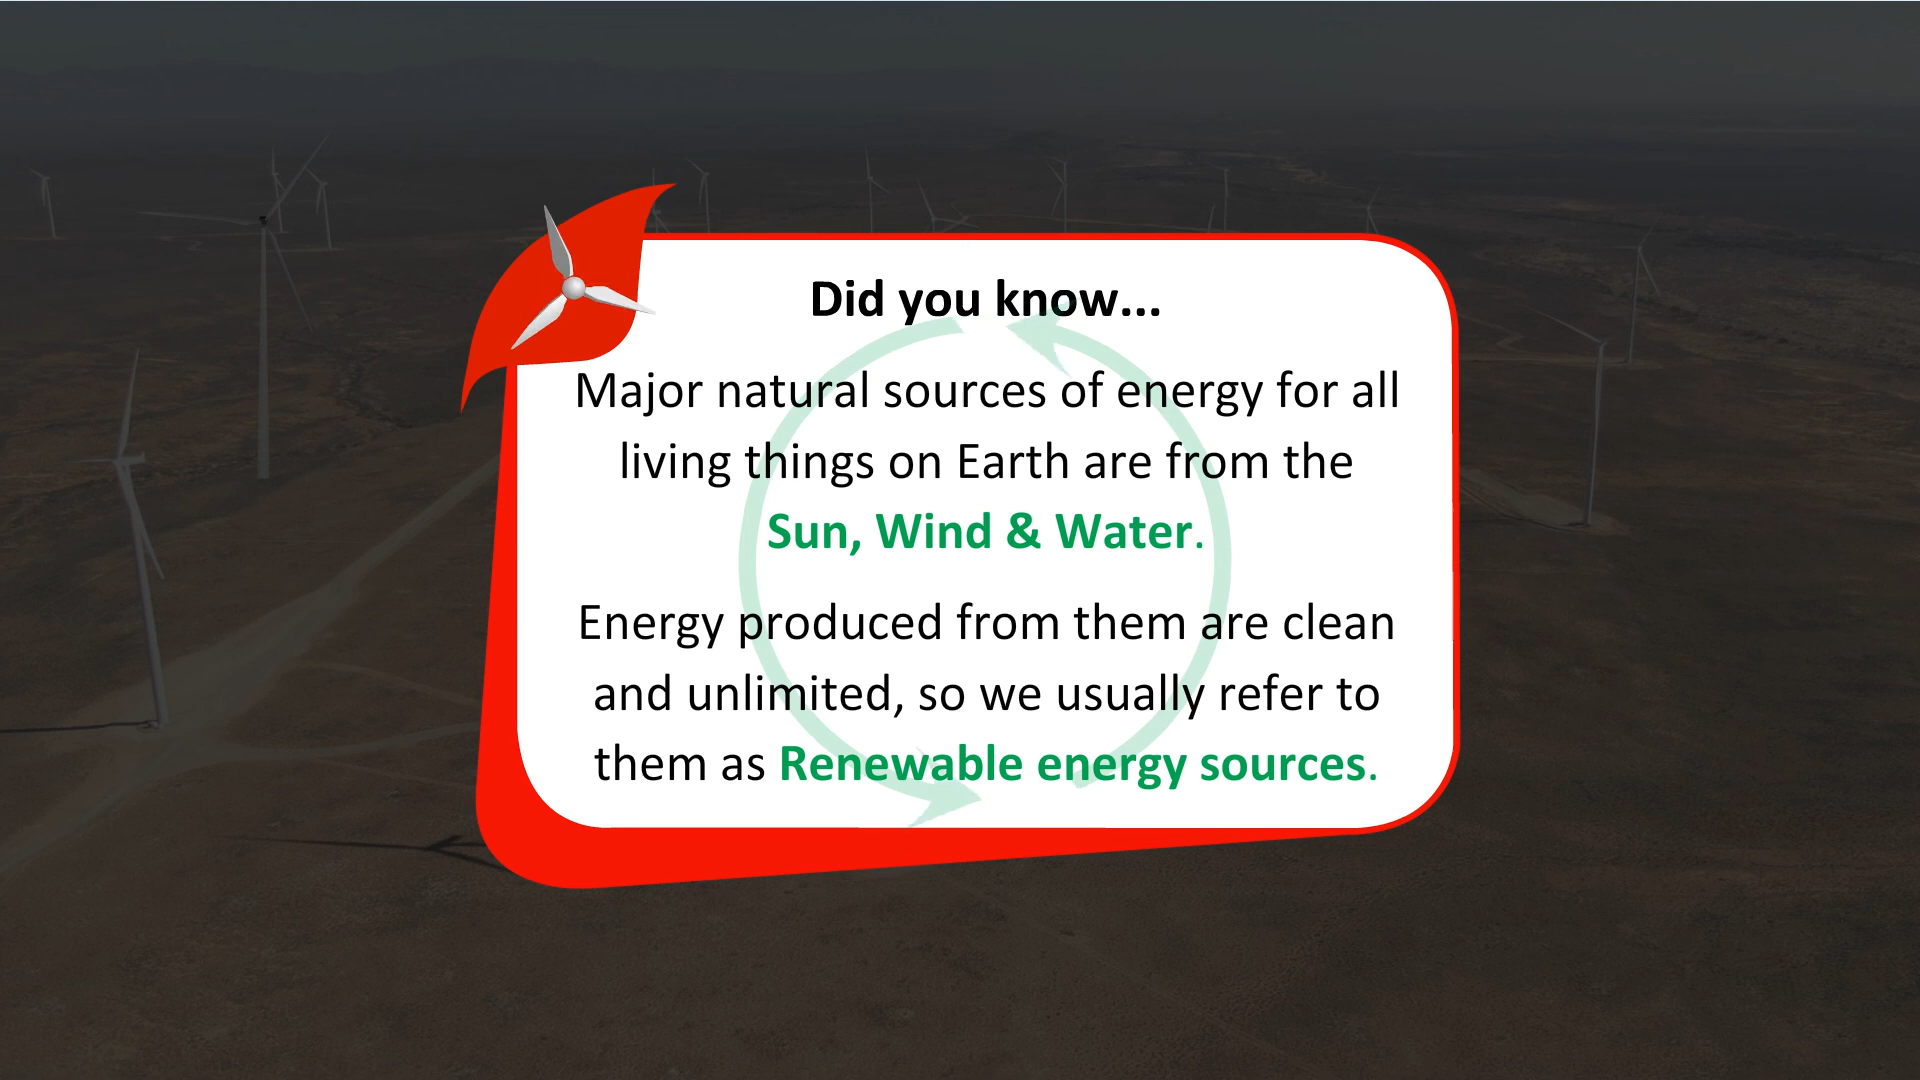 Did you know...
Major natural sources of energy for all
living things on Earth are from the
Sun, Wind & Water.
Energy produced from them are clean
and unlimited, so we usually refer to
them as Renewable energy sources.